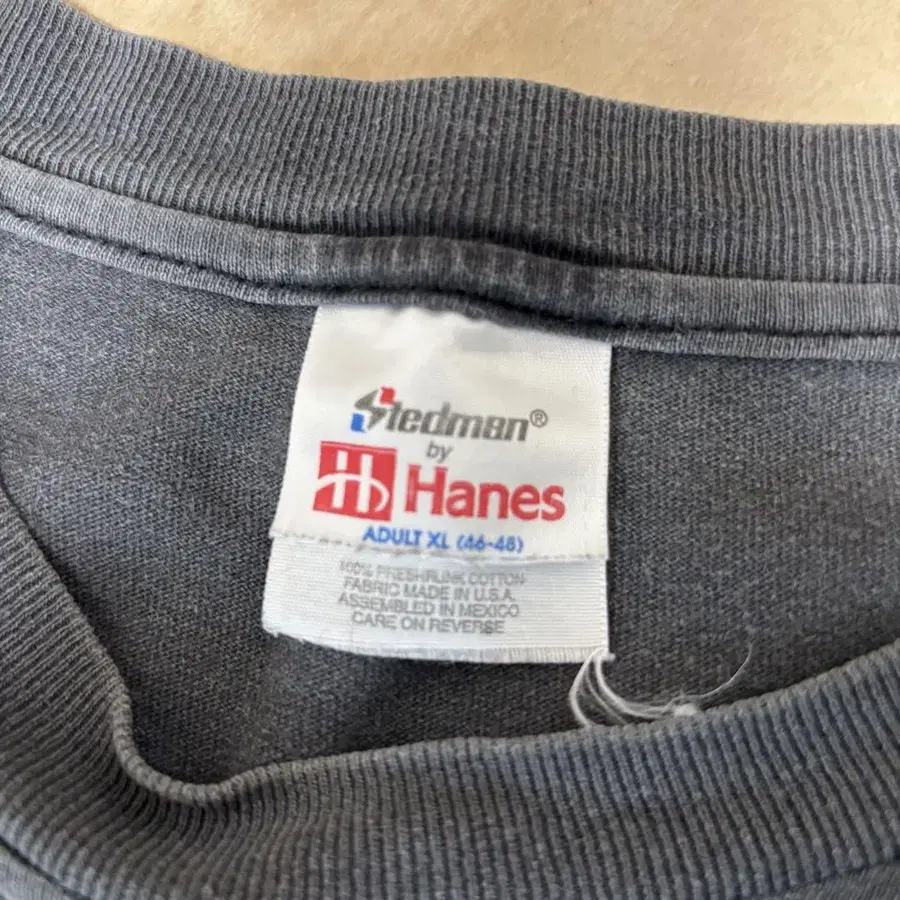 Stedman®
by
H Hanes
ADULT XL (46-48)
100% PRESHRUNK COTTON
FABRIC MADE IN U.S.A.
ASSEMBLED IN MEXICO
CARE ON REVERSE